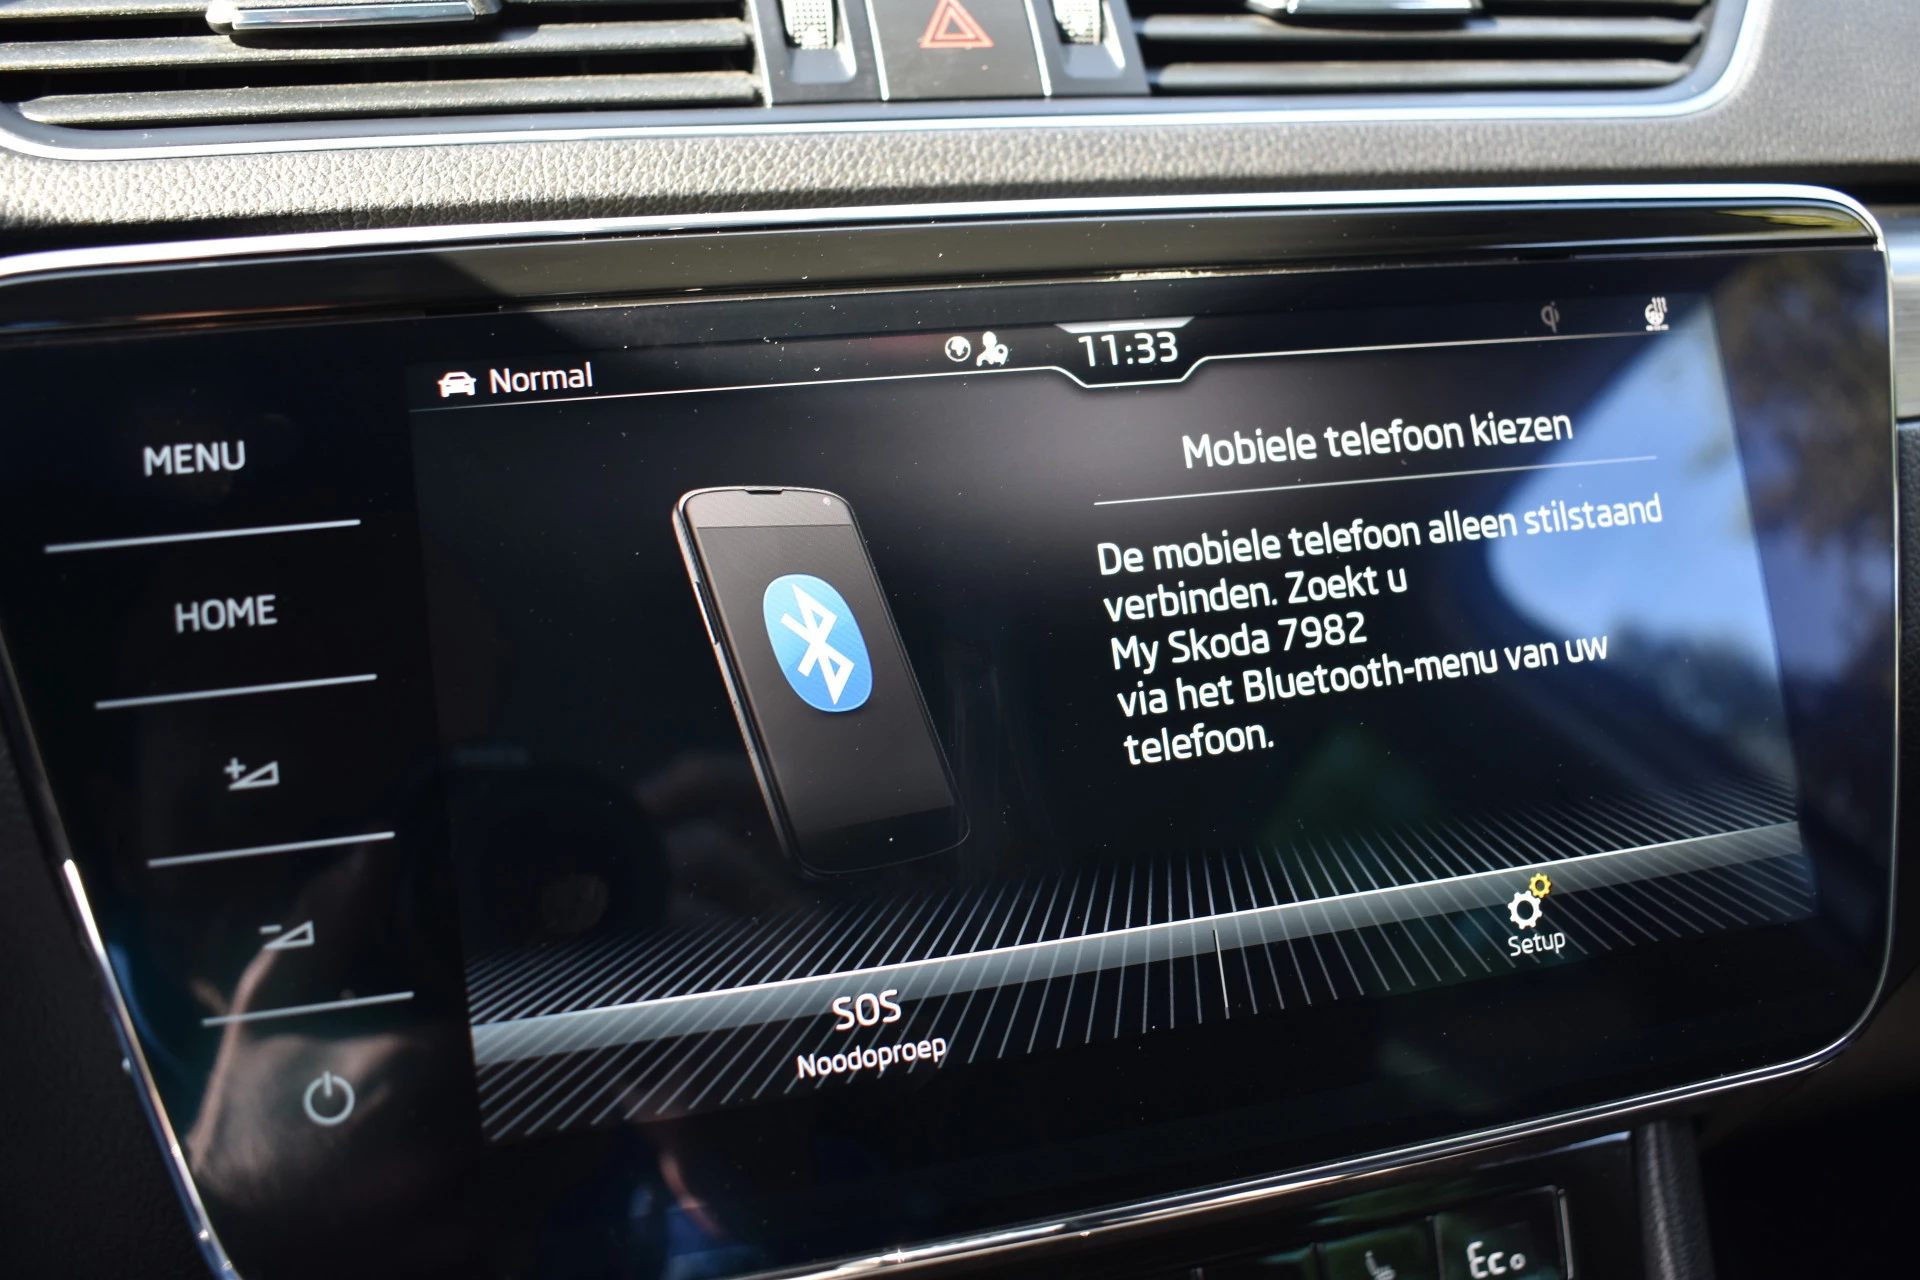 Normal
11:33
MENU
HOME
Mobiele telefoon kiezen
De mobiele telefoon alleen stilstaand
verbinden. Zoekt u
My Skoda 7982
via het Bluetooth-menu van uw
telefoon.
Setup
SOS
Noodoproep
Eco